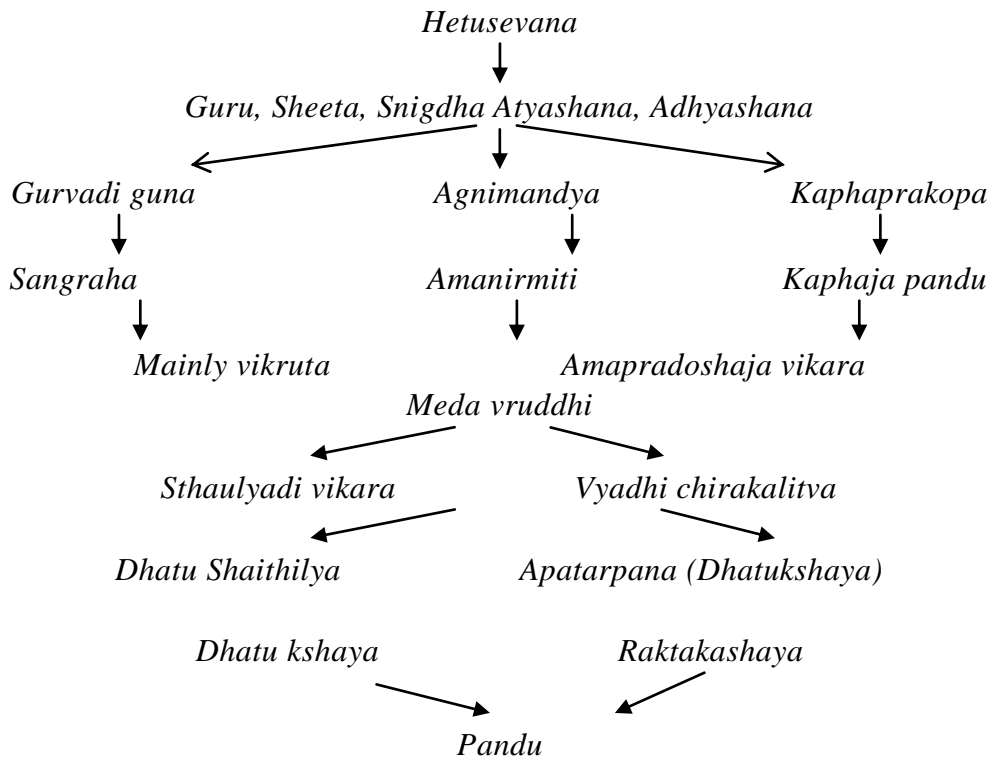 Hetusevana
Guru, Sheeta, Snigdha Atyashana, Adhyashana
Gurvadi guna Agnimandya Kaphaprakopa
Sangraha Amanirmiti Kaphaja pandu
Mainly vikruta Amapradoshaja vikara
Meda vruddhi
Sthaulyadi vikara Vyadhi chirakalitva
Dhatu Shaithilya Apatarpana (Dhatukshaya)
Dhatu kshaya Raktakashaya
Pandu